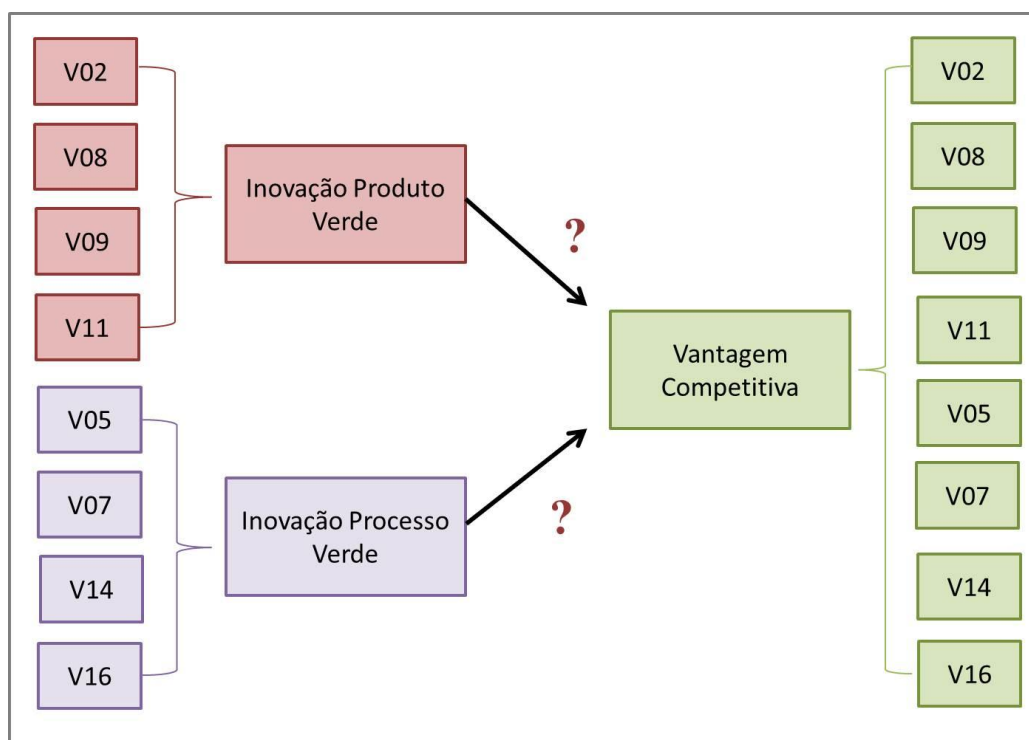 V02
V08
V09
V11
V05
V07
V14
V16
Inovação Produto
Verde
Inovação Processo
Verde
?
?
Vantagem
Competitiva
V02
V08
V09
V11
V05
V07
V14
V16